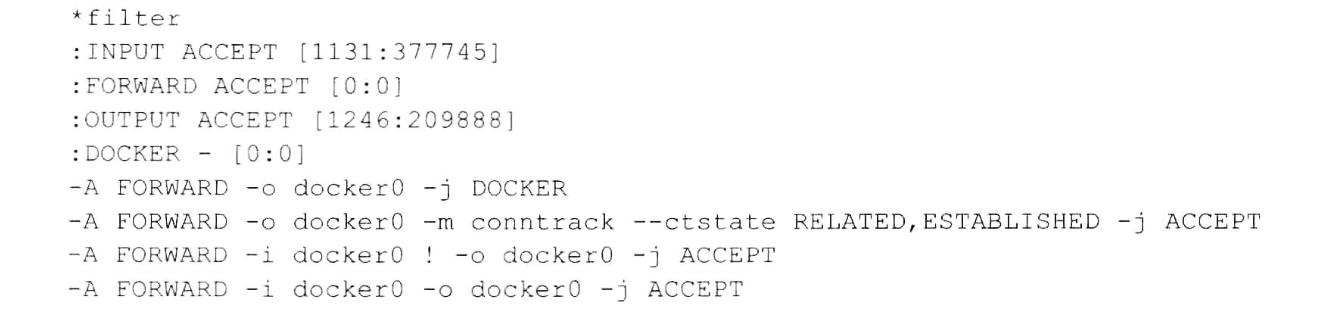 *filter
:INPUT ACCEPT [1131:377745]
:FORWARD ACCEPT [0:0]
:OUTPUT ACCEPT [1246:209888]
:DOCKER - [0:0]
-A FORWARD -o docker0 -j DOCKER
-A FORWARD -o docker0 -m conntrack --ctstate RELATED,ESTABLISHED -j ACCEPT
-A FORWARD -i docker0 ! -o docker0 -j ACCEPT
-A FORWARD -i docker0 -o docker0 -j ACCEPT